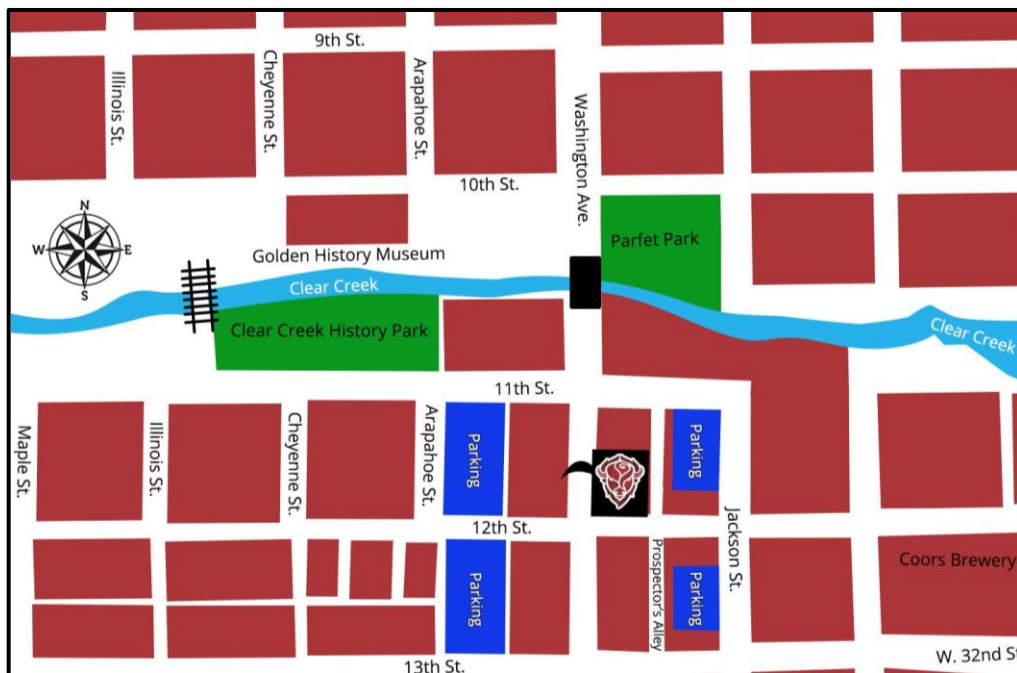 9th St.
Illinois St.
Cheyenne St.
Arapahoe St.
Washington Ave.
10th St.
N
W
E
S
Parfet Park
Golden History Museum
Clear Creek
Clear Creek
Clear Creek History Park
11th St.
Maple St.
Illinois St.
Cheyenne St.
Arapahoe St.
Parking
Parking
12th St.
Jackson St.
Prospector's Alley
Parking
Parking
Coors Brewery
13th St.
W. 32nd St